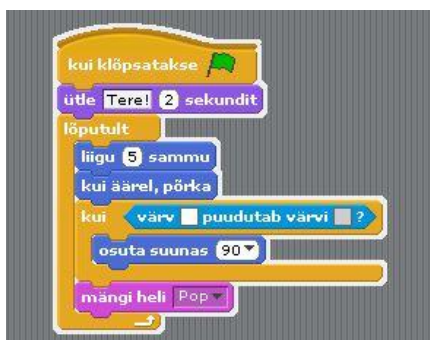 kui klõpsatakse
ütle Tere! 2 sekundit
lõputult
liigu 5 sammu
kui äärel, põrka
kui värv puudutab värvi ?
osuta suunas 90
mängi heli Pop